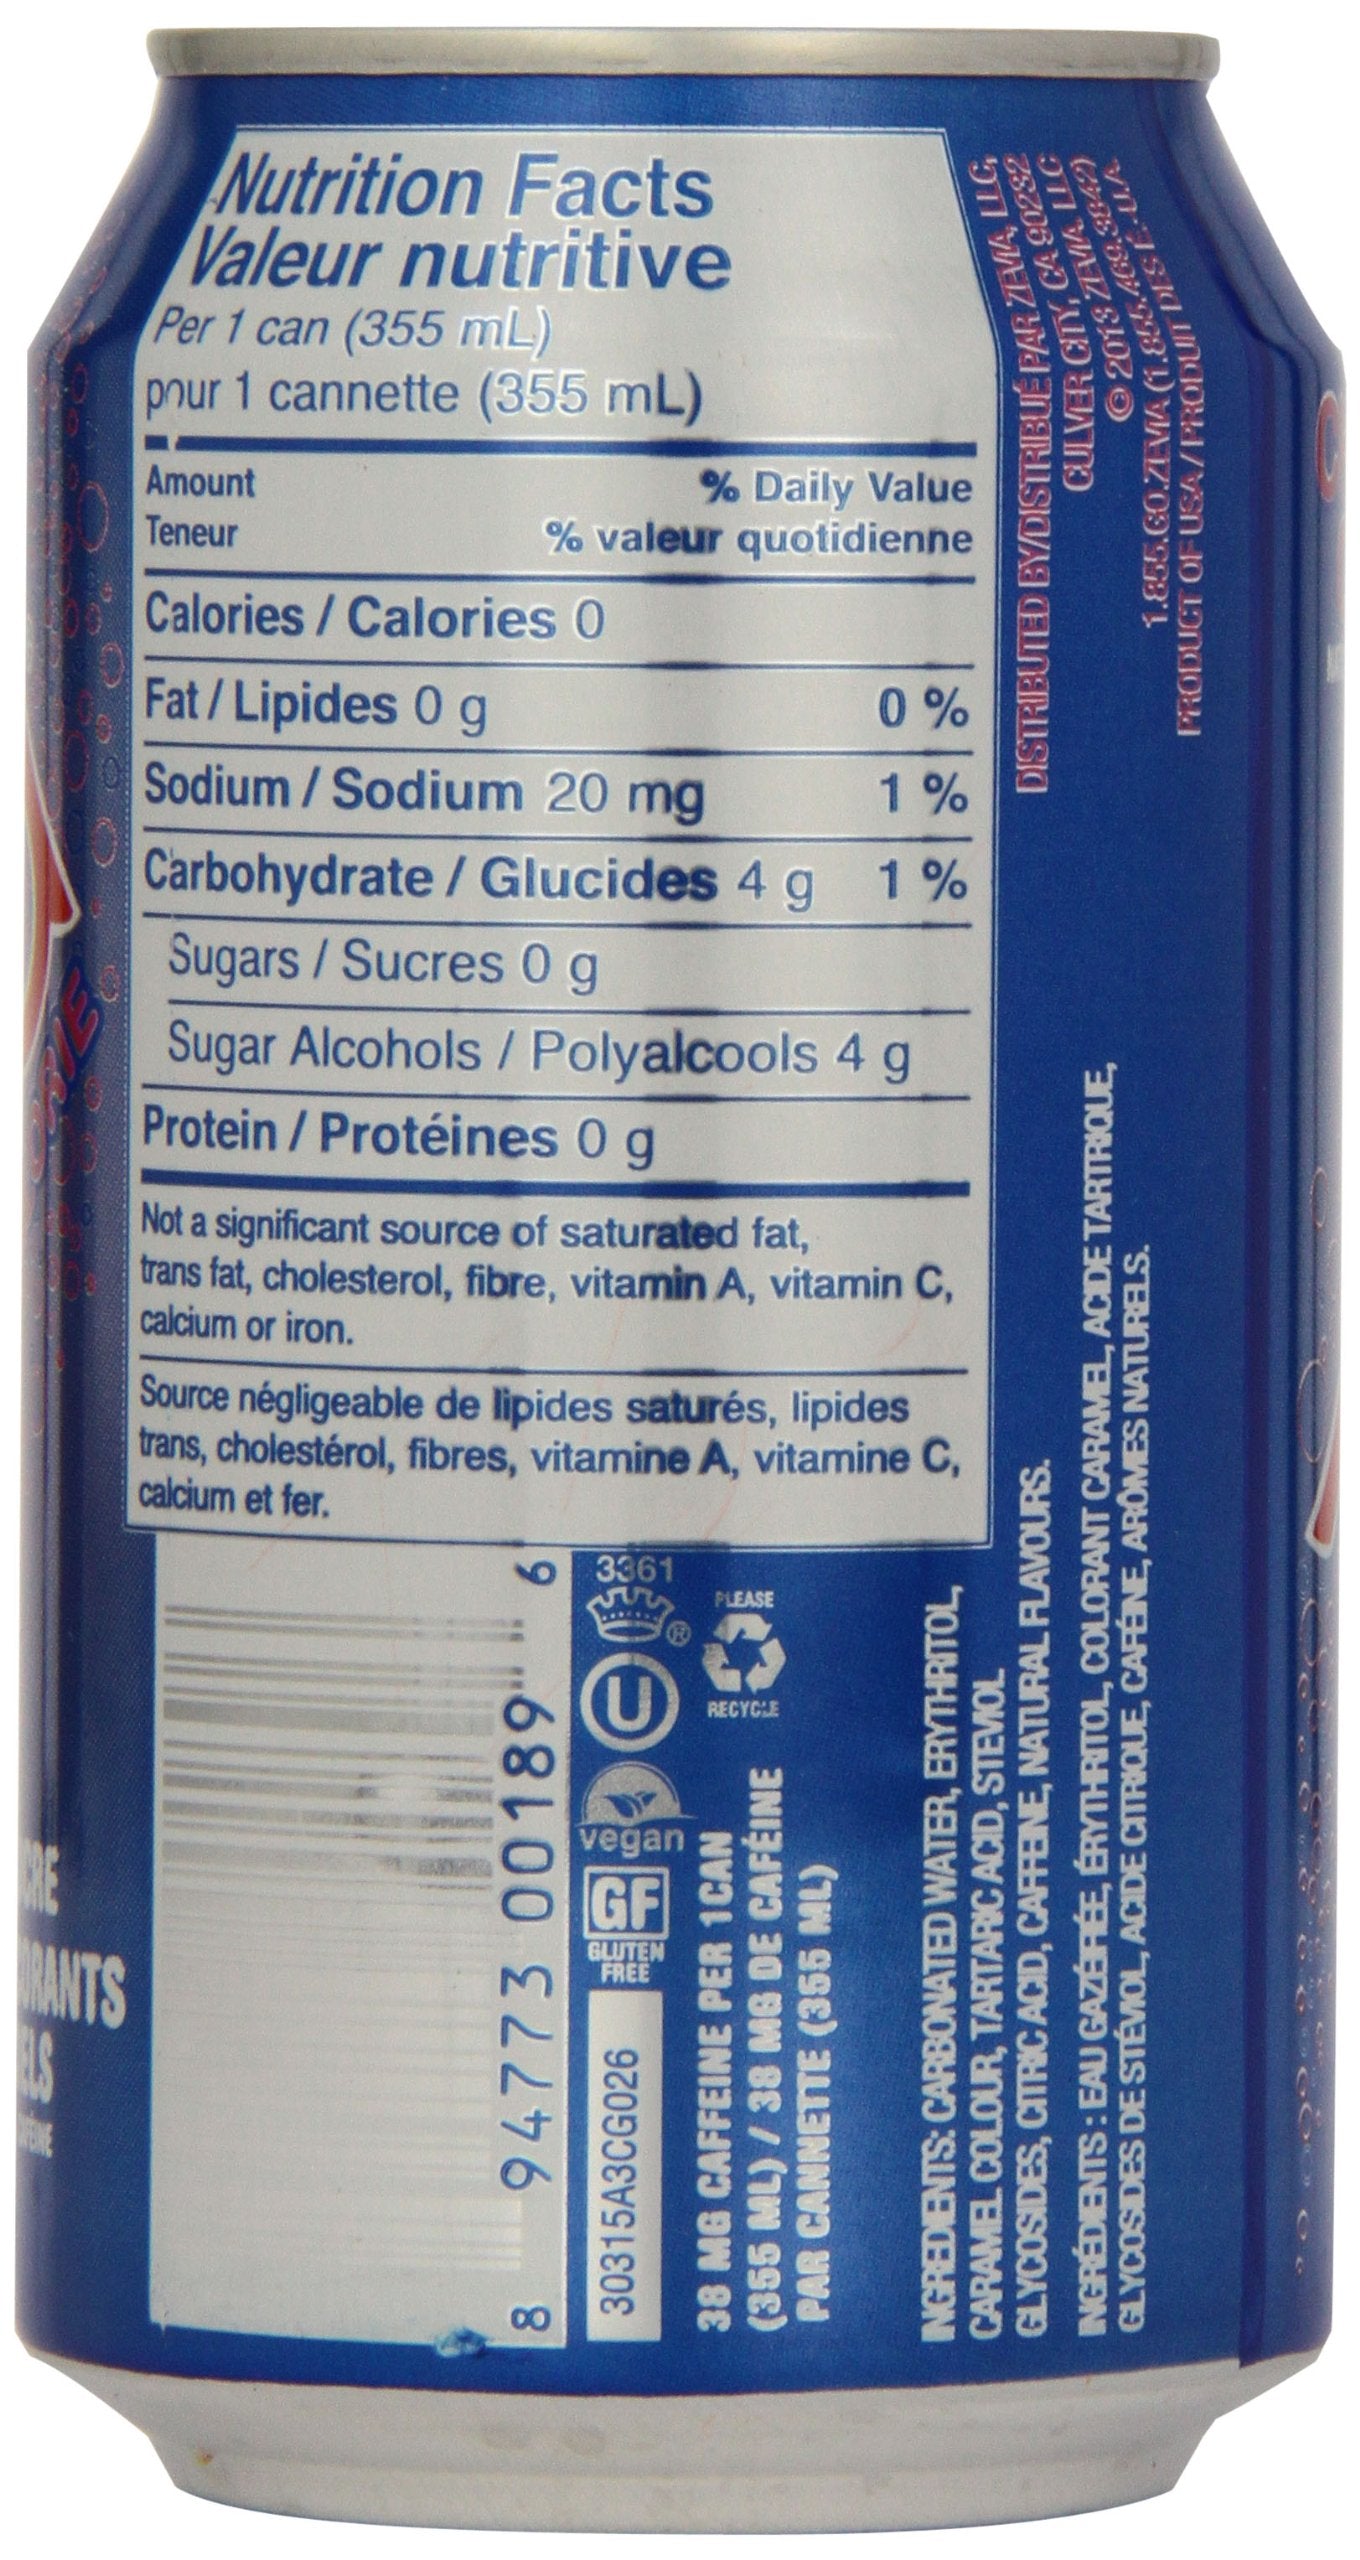 Nutrition Facts
Valeur nutritive
Per 1 can (355 mL)
pour 1 cannette (355 mL)
Amount % Daily Value
Teneur % valeur quotidienne
Calories / Calories 0
Fat / Lipides 0 g 0 %
Sodium / Sodium 20 mg 1 %
Carbohydrate / Glucides 4 g 1 %
Sugars / Sucres 0 g
Sugar Alcohols / Polyalcools 4 g
Protein / Protéines 0 g
Not a significant source of saturated fat,
trans fat, cholesterol, fibre, vitamin A, vitamin C,
calcium or iron.
Source négligeable de lipides saturés, lipides
trans, cholestérol, fibres, vitamine A, vitamine C,
calcium et fer.
8 94773 00189 6
3361
®
U
vegan
GF
GLUTEN
FREE
30315A3CG026
PLEASE
RECYCLE
38 MG CAFFEINE PER 1 CAN
(355 ML) / 38 MG DE CAFÉINE
PAR CANNETTE (355 ML)
INGREDIENTS: CARBONATED WATER, ERYTHRITOL,
CARAMEL COLOUR, TARTARIC ACID, STEVIOL
GLYCOSIDES, CITRIC ACID, CAFFEINE, NATURAL FLAVOURS.
INGRÉDIENTS : EAU GAZÉIFIÉE, ÉRYTHRITOL, COLORANT CARAMEL, ACIDE TARTRIQUE,
GLYCOSIDES DE STÉVIOL, ACIDE CITRIQUE, CAFÉINE, ARÔMES NATURELS.
DISTRIBUTED BY/DISTRIBUÉ PAR ZEVIA, LLC,
CULVER CITY, CA 90232
© 2013 ZEVIA LLC
1.855.GO.ZEVIA (1.855.469.3842)
PRODUCT OF USA / PRODUIT DES É.-U.A